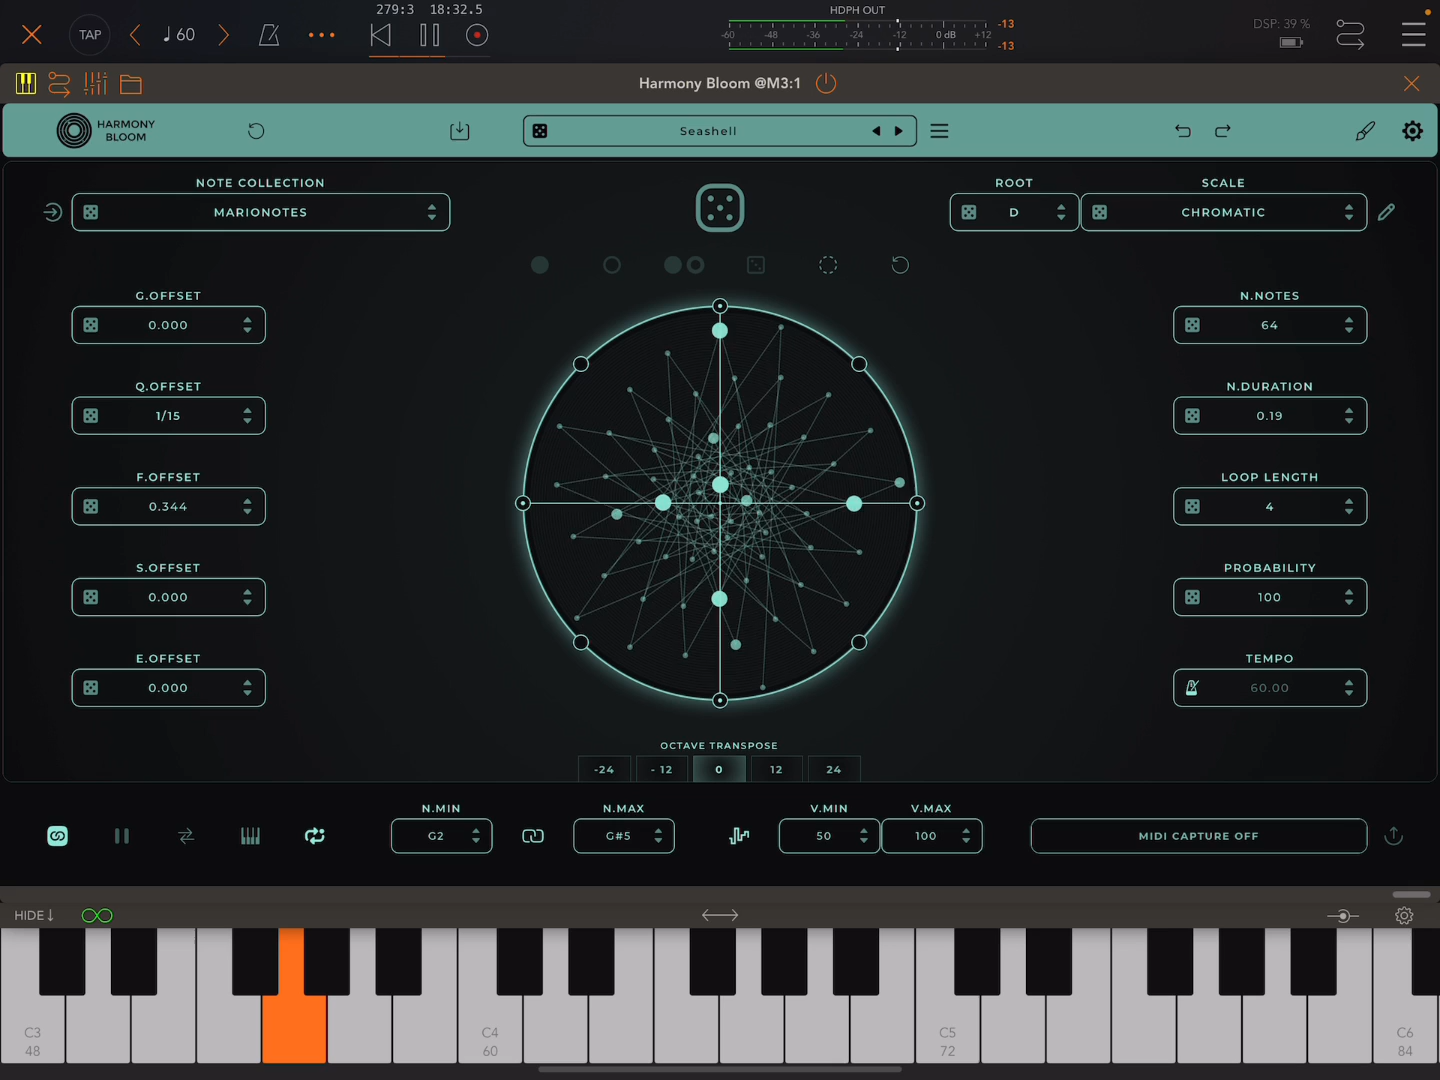 279:3 18:32.5
HDPH OUT
TAP
♩60
-60 -48 -36 -24 -12 0 dB +12
-13
-13
DSP: 39 %
Harmony Bloom @M3:1
HARMONY
BLOOM
Seashell
NOTE COLLECTION
MARIONOTES
ROOT
D
SCALE
CHROMATIC
G.OFFSET
0.000
Q.OFFSET
1/15
F.OFFSET
0.344
S.OFFSET
0.000
E.OFFSET
0.000
N.NOTES
64
N.DURATION
0.19
LOOP LENGTH
4
PROBABILITY
100
TEMPO
60.00
OCTAVE TRANSPOSE
-24 - 12 0 12 24
N.MIN
G2
N.MAX
G#5
V.MIN
50
V.MAX
100
MIDI CAPTURE OFF
HIDE↓
C3 C4 C5 C6
48 60 72 84